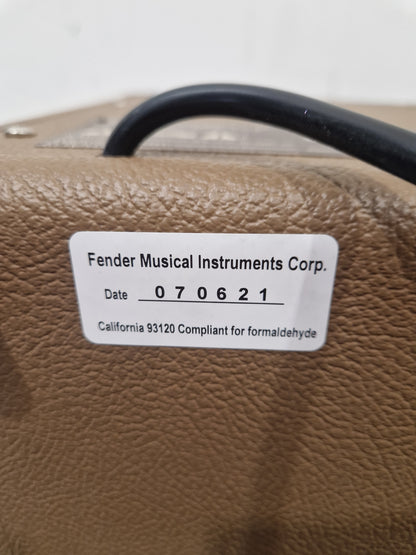 Fender Musical Instruments Corp.
Date 070621
California 93120 Compliant for formaldehyde